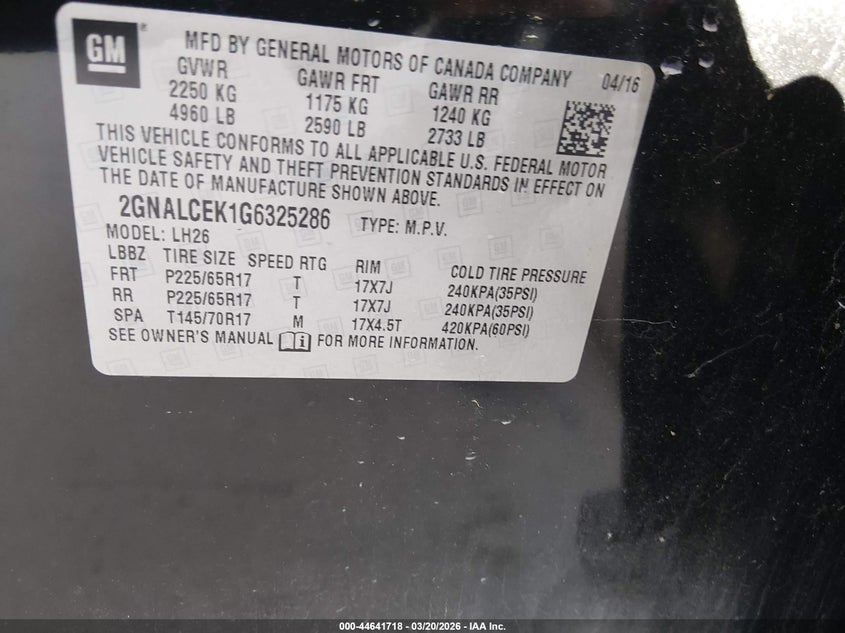 GM ® MFD BY GENERAL MOTORS OF CANADA COMPANY 04/16
GVWR GAWR FRT GAWR RR
2250 KG 1175 KG 1240 KG
4960 LB 2590 LB 2733 LB
THIS VEHICLE CONFORMS TO ALL APPLICABLE U.S. FEDERAL MOTOR
VEHICLE SAFETY AND THEFT PREVENTION STANDARDS IN EFFECT ON
THE DATE OF MANUFACTURE SHOWN ABOVE.
2GNALCEK1G6325286 TYPE: M.P.V.
MODEL: LH26
LBBZ TIRE SIZE SPEED RTG RIM COLD TIRE PRESSURE
FRT P225/65R17 T 17X7J 240KPA(35PSI)
RR P225/65R17 T 17X7J 240KPA(35PSI)
SPA T145/70R17 M 17X4.5T 420KPA(60PSI)
SEE OWNER'S MANUAL FOR MORE INFORMATION.
000-44641718 - 03/20/2026 - IAA Inc.